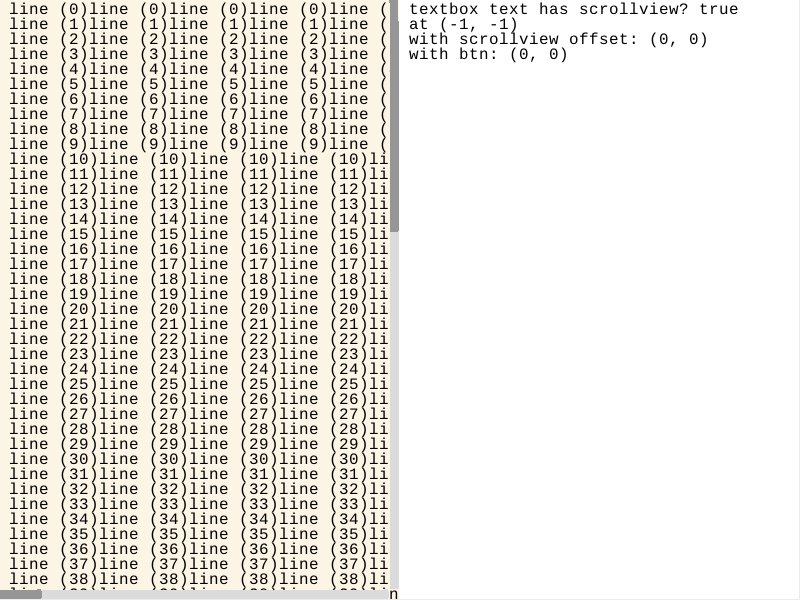 line (0)line (0)line (0)line (0)line (
line (1)line (1)line (1)line (1)line (
line (2)line (2)line (2)line (2)line (
line (3)line (3)line (3)line (3)line (
line (4)line (4)line (4)line (4)line (
line (5)line (5)line (5)line (5)line (
line (6)line (6)line (6)line (6)line (
line (7)line (7)line (7)line (7)line (
line (8)line (8)line (8)line (8)line (
line (9)line (9)line (9)line (9)line (
line (10)line (10)line (10)line (10)li
line (11)line (11)line (11)line (11)li
line (12)line (12)line (12)line (12)li
line (13)line (13)line (13)line (13)li
line (14)line (14)line (14)line (14)li
line (15)line (15)line (15)line (15)li
line (16)line (16)line (16)line (16)li
line (17)line (17)line (17)line (17)li
line (18)line (18)line (18)line (18)li
line (19)line (19)line (19)line (19)li
line (20)line (20)line (20)line (20)li
line (21)line (21)line (21)line (21)li
line (22)line (22)line (22)line (22)li
line (23)line (23)line (23)line (23)li
line (24)line (24)line (24)line (24)li
line (25)line (25)line (25)line (25)li
line (26)line (26)line (26)line (26)li
line (27)line (27)line (27)line (27)li
line (28)line (28)line (28)line (28)li
line (29)line (29)line (29)line (29)li
line (30)line (30)line (30)line (30)li
line (31)line (31)line (31)line (31)li
line (32)line (32)line (32)line (32)li
line (33)line (33)line (33)line (33)li
line (34)line (34)line (34)line (34)li
line (35)line (35)line (35)line (35)li
line (36)line (36)line (36)line (36)li
line (37)line (37)line (37)line (37)li
line (38)line (38)line (38)line (38)li
n
textbox text has scrollview? true
at (-1, -1)
with scrollview offset: (0, 0)
with btn: (0, 0)